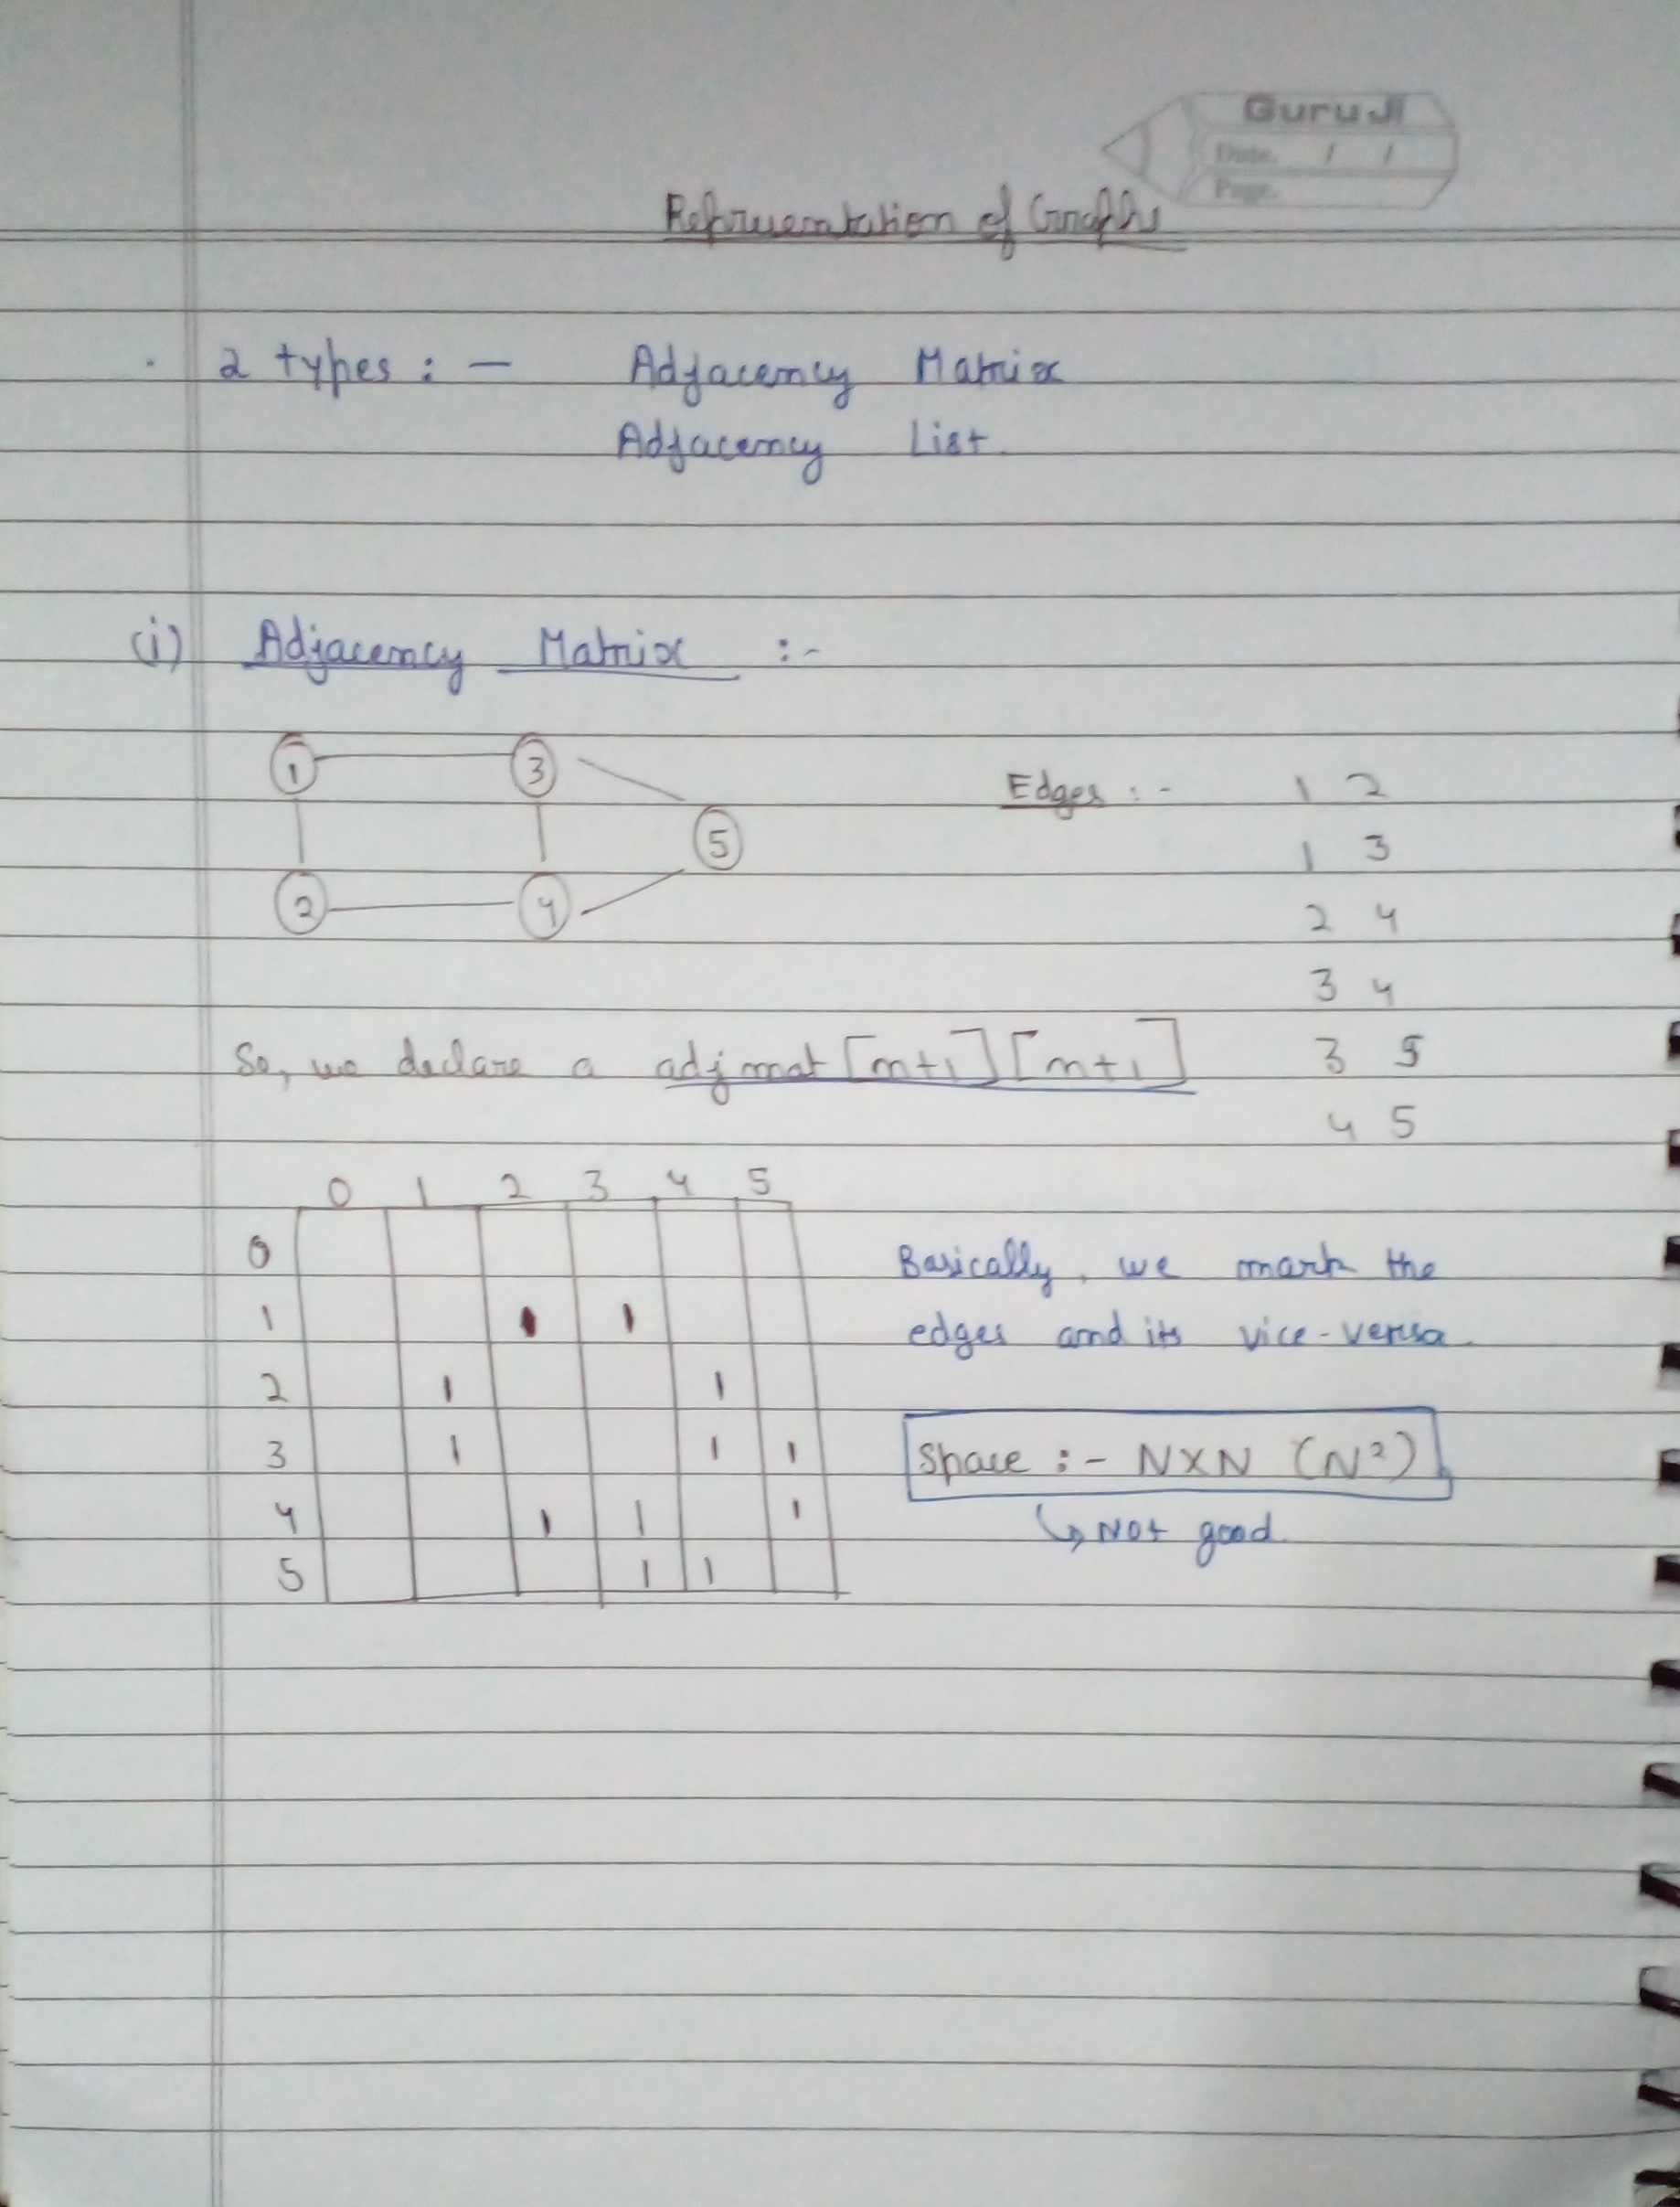 GuruJi
Date. / /
Page.
Representation of Graphs
2 types : - Adjacency Matrix
Adjacency List
(i) Adjacency Matrix :-
1 3
5
2 4
Edges : - 1 2
1 3
2 4
3 4
3 5
4 5
So, we declare a adj mat [n+1] [n+1]
0 1 2 3 4 5
0
1 1 1
2 1 1
3 1 1 1
4 1 1 1
5 1 1
Basically, we mark the
edges and its vice-versa.
Space :- N×N (N²)
↳ Not good.